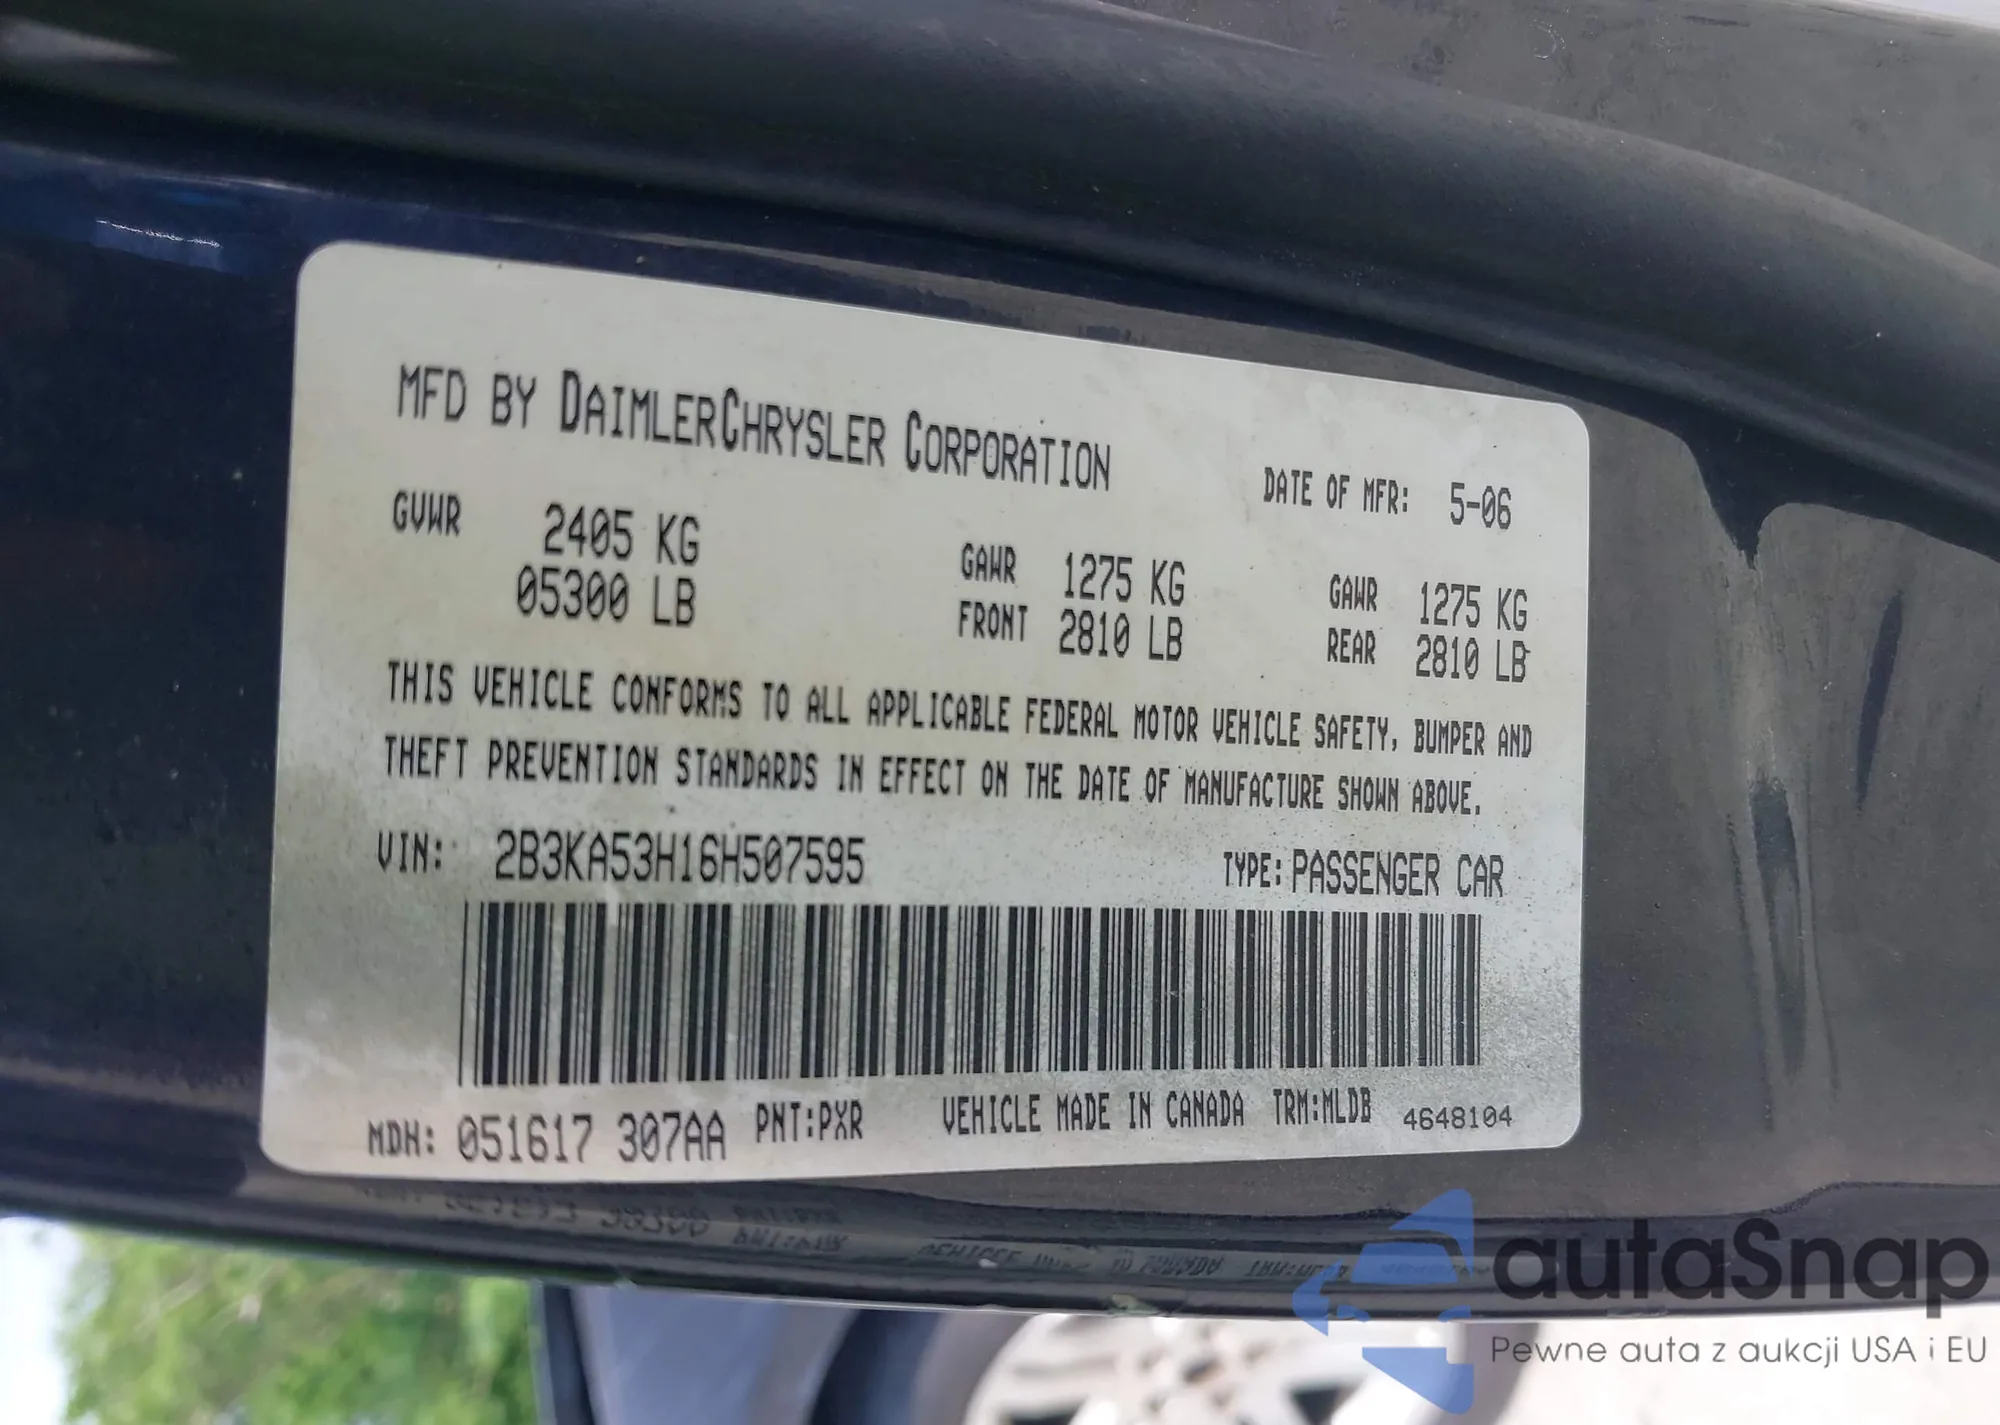 MFD BY DAIMLERCHRYSLER CORPORATION
DATE OF MFR: 5-06
GVWR 2405 KG
05300 LB
GAWR 1275 KG
FRONT 2810 LB
GAWR 1275 KG
REAR 2810 LB
THIS VEHICLE CONFORMS TO ALL APPLICABLE FEDERAL MOTOR VEHICLE SAFETY, BUMPER AND
THEFT PREVENTION STANDARDS IN EFFECT ON THE DATE OF MANUFACTURE SHOWN ABOVE.
VIN: 2B3KA53H16H507595
TYPE: PASSENGER CAR
MDH: 051617 307AA PNT:PXR VEHICLE MADE IN CANADA TRM:MLDB 4648104
autaSnap
Pewne auta z aukcji USA i EU